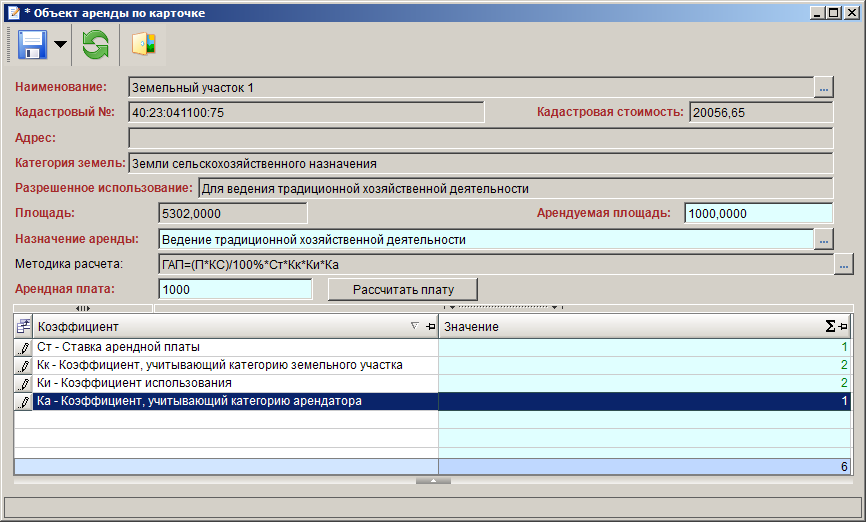 * Объект аренды по карточке
Наименование: Земельный участок 1 ...
Кадастровый №: 40:23:041100:75 Кадастровая стоимость: 20056,65
Адрес:
Категория земель: Земли сельскохозяйственного назначения
Разрешенное использование: Для ведения традиционной хозяйственной деятельности
Площадь: 5302,0000 Арендуемая площадь: 1000,0000
Назначение аренды: Ведение традиционной хозяйственной деятельности ...
Методика расчета: ГАП=(П*КС)/100%*Ст*Кк*Ки*Ка ...
Арендная плата: 1000 Рассчитать плату
Коэффициент Значение Σ
Ст - Ставка арендной платы 1
Кк - Коэффициент, учитывающий категорию земельного участка 2
Ки - Коэффициент использования 2
Ка - Коэффициент, учитывающий категорию арендатора 1
6